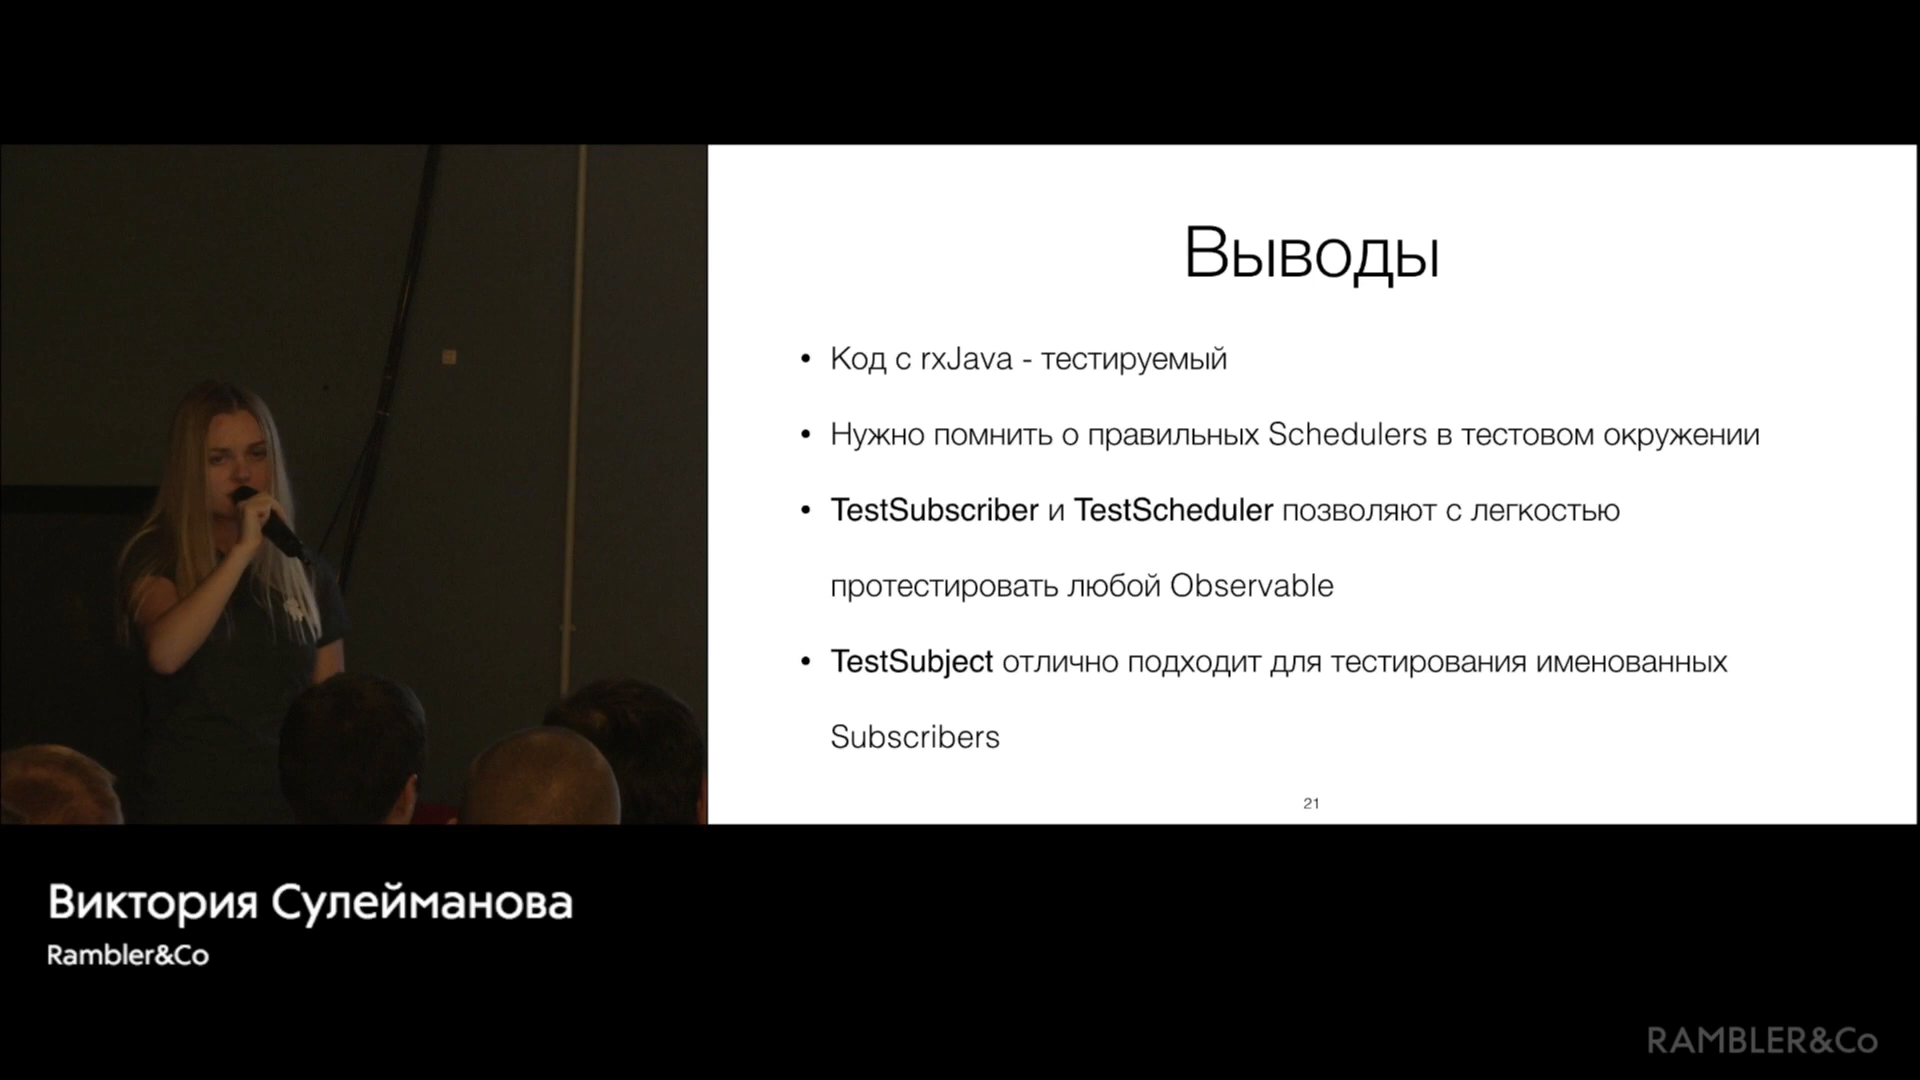 Выводы
• Код с rxJava - тестируемый
• Нужно помнить о правильных Schedulers в тестовом окружении
• TestSubscriber и TestScheduler позволяют с легкостью
протестировать любой Observable
• TestSubject отлично подходит для тестирования именованных
Subscribers
21
Виктория Сулейманова
Rambler&Co
RAMBLER&Co